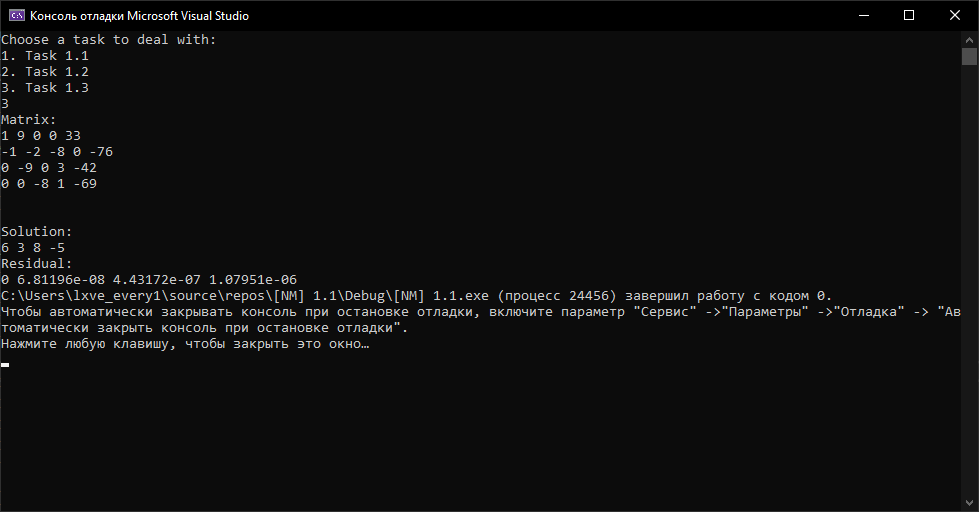 Консоль отладки Microsoft Visual Studio
Choose a task to deal with:
1. Task 1.1
2. Task 1.2
3. Task 1.3
3
Matrix:
1 9 0 0 33
-1 -2 -8 0 -76
0 -9 0 3 -42
0 0 -8 1 -69
Solution:
6 3 8 -5
Residual:
0 6.81196e-08 4.43172e-07 1.07951e-06
C:\Users\lxve_every1\source\repos\[NM] 1.1\Debug\[NM] 1.1.exe (процесс 24456) завершил работу с кодом 0.
Чтобы автоматически закрывать консоль при остановке отладки, включите параметр "Сервис" ->"Параметры" ->"Отладка" -> "Ав
томатически закрыть консоль при остановке отладки".
Нажмите любую клавишу, чтобы закрыть это окно…